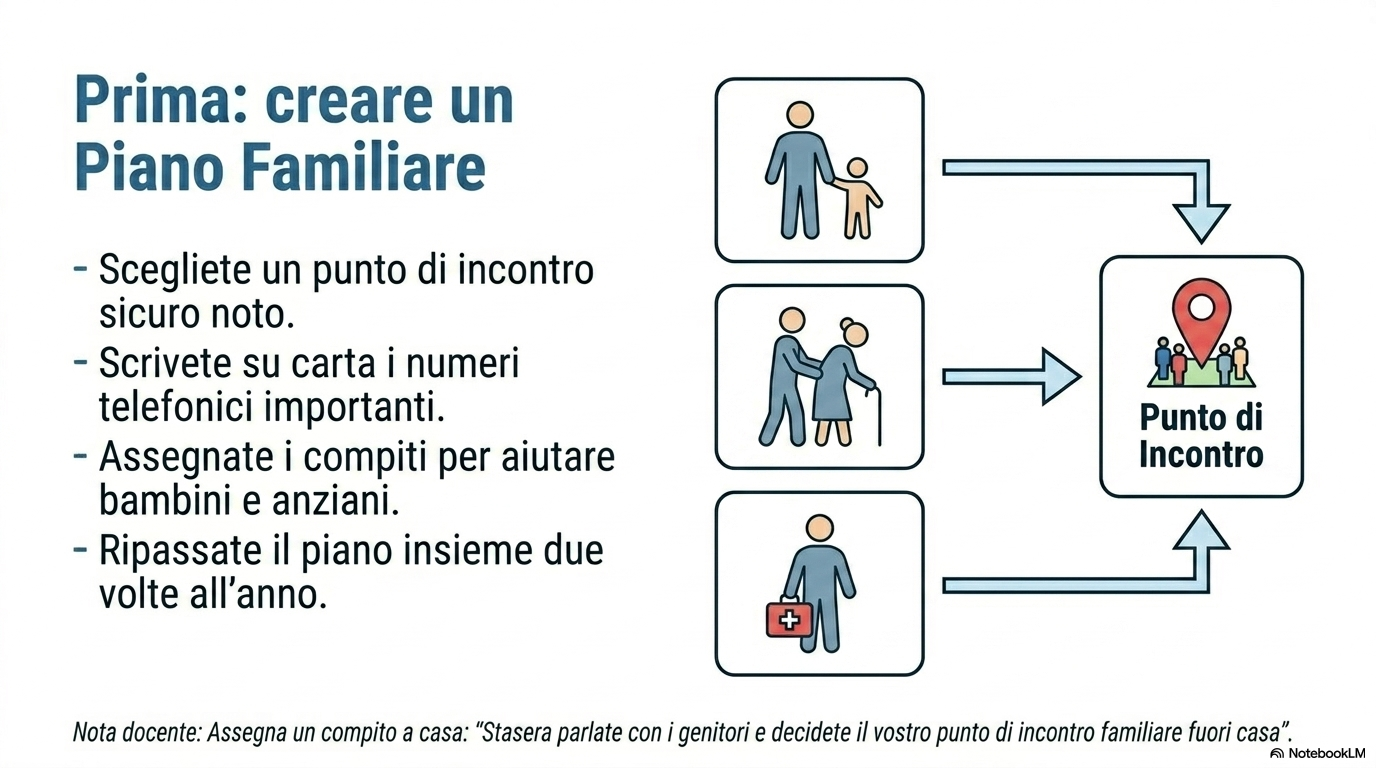 Prima: creare un
Piano Familiare
- Scegliete un punto di incontro
sicuro noto.
- Scrivete su carta i numeri
telefonici importanti.
- Assegnate i compiti per aiutare
bambini e anziani.
- Ripassate il piano insieme due
volte all’anno.
Punto di
Incontro
Nota docente: Assegna un compito a casa: “Stasera parlate con i genitori e decidete il vostro punto di incontro familiare fuori casa”.
NotebookLM